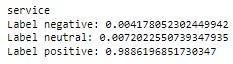 service
Label negative: 0.004178052302449942
Label neutral: 0.0072022550739347935
Label positive: 0.9886196851730347